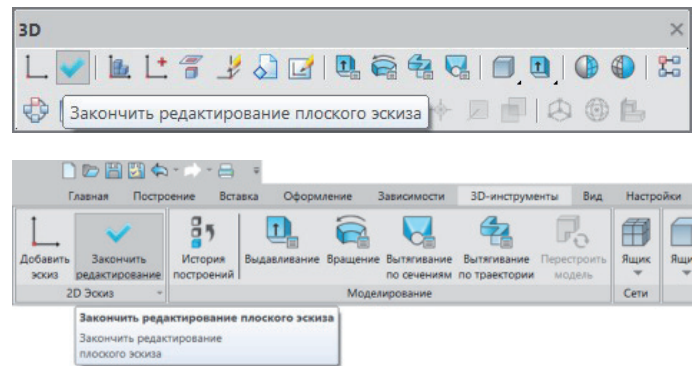 3D
Закончить редактирование плоского эскиза
Главная Построение Вставка Оформление Зависимости 3D-инструменты Вид Настройки
Добавить эскиз
Закончить редактирование
История построений
Выдавливание
Вращение
Вытягивание по сечениям
Вытягивание по траектории
Перестроить модель
Ящик
Ящи
2D Эскиз
Моделирование
Сети
Закончить редактирование плоского эскиза
Закончить редактирование
плоского эскиза